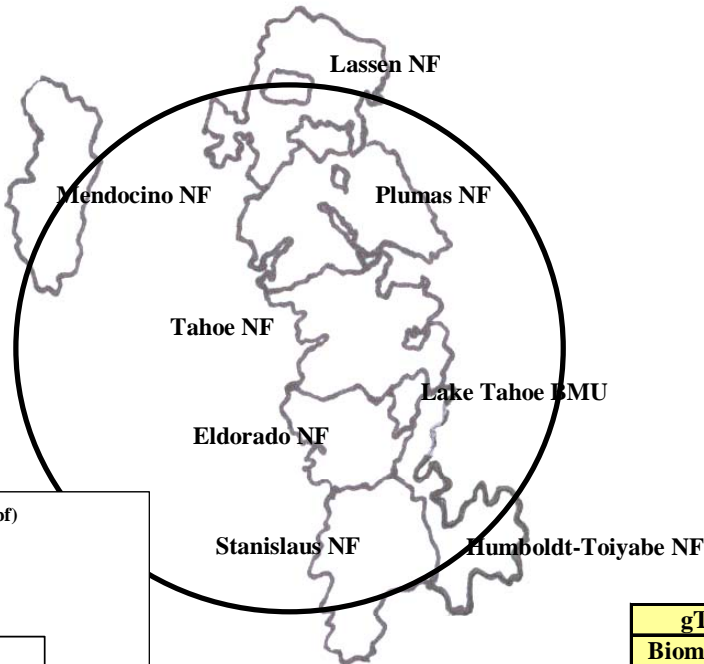 Lassen NF
Mendocino NF
Plumas NF
Tahoe NF
Lake Tahoe BMU
Eldorado NF
Stanislaus NF
Humboldt-Toiyabe NF